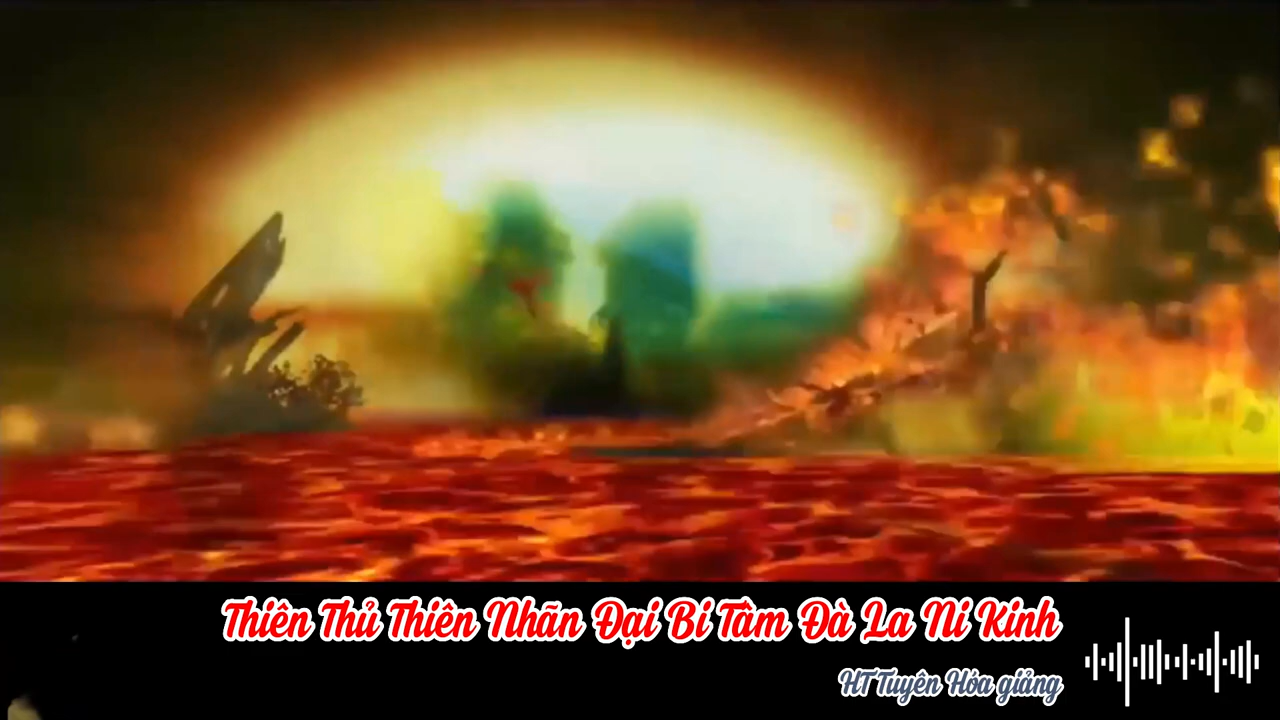 Thiên Thủ Thiên Nhãn Đại Bi Tâm Đà La Ni Kinh
HT Tuyên Hóa giảng